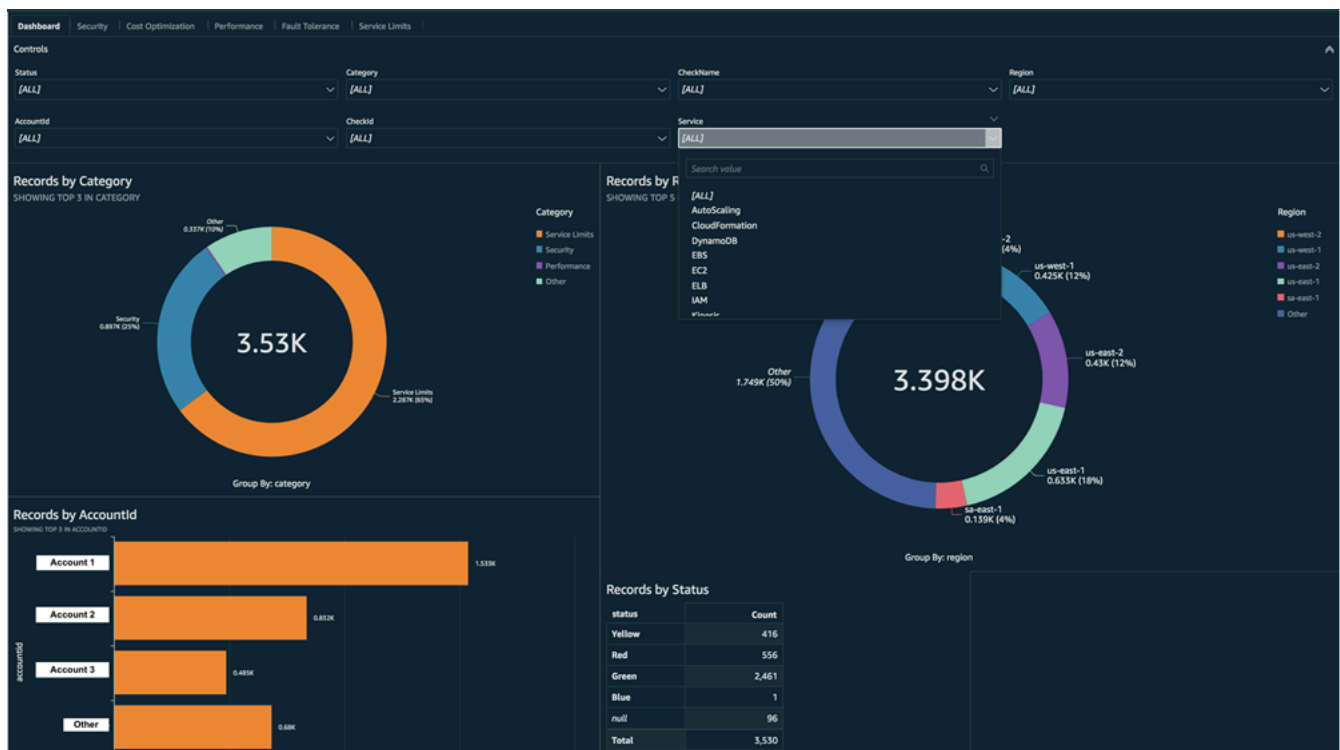 Dashboard Security Cost Optimization Performance Fault Tolerance Service Limits
Controls
Status Category CheckName Region
[ALL] [ALL] [ALL] [ALL]
AccountId CheckId Service
[ALL] [ALL] [ALL]
Search value
[ALL]
AutoScaling
CloudFormation
DynamoDB
EBS
EC2
ELB
IAM
Kinesis
Records by Category
SHOWING TOP 3 IN CATEGORY
Other
0.337K (10%)
Security
0.897K (25%)
3.53K
Service Limits
2.287K (65%)
Group By: category
Category
Service Limits
Security
Performance
Other
Records by R
SHOWING TOP 5
-2
(4%)
us-west-1
0.425K (12%)
us-east-2
0.43K (12%)
Other
1.749K (50%)
3.398K
us-east-1
0.633K (18%)
sa-east-1
0.139K (4%)
Group By: region
Region
us-west-2
us-west-1
us-east-2
us-east-1
sa-east-1
Other
Records by AccountId
SHOWING TOP 3 IN ACCOUNTID
accountId
Account 1 1.533K
Account 2 0.832K
Account 3 0.485K
Other 0.68K
Records by Status
status Count
Yellow 416
Red 556
Green 2,461
Blue 1
null 96
Total 3,530